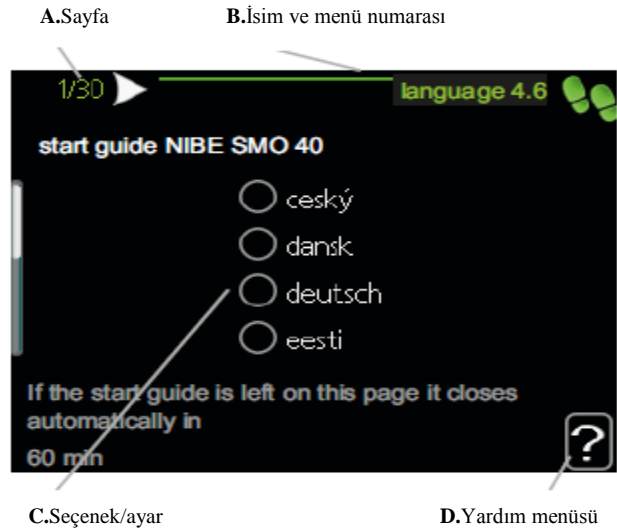 A.Sayfa B.İsim ve menü numarası
1/30 language 4.6
start guide NIBE SMO 40
ceský
dansk
deutsch
eesti
If the start guide is left on this page it closes
automatically in
60 min
?
C.Seçenek/ayar D.Yardım menüsü